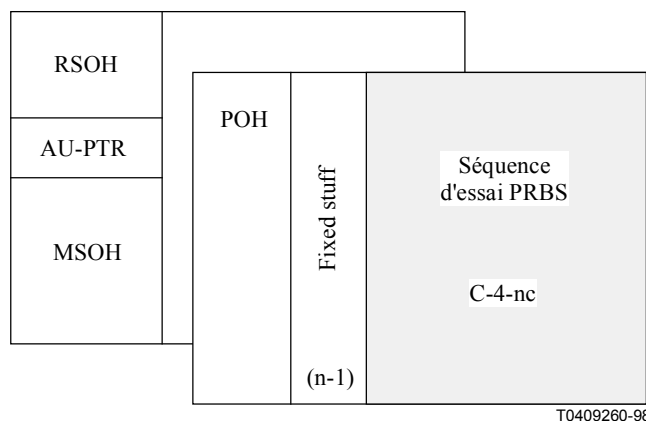 RSOH
AU-PTR
MSOH
POH
Fixed stuff
(n-1)
Séquence
d'essai PRBS
C-4-nc
T0409260-98